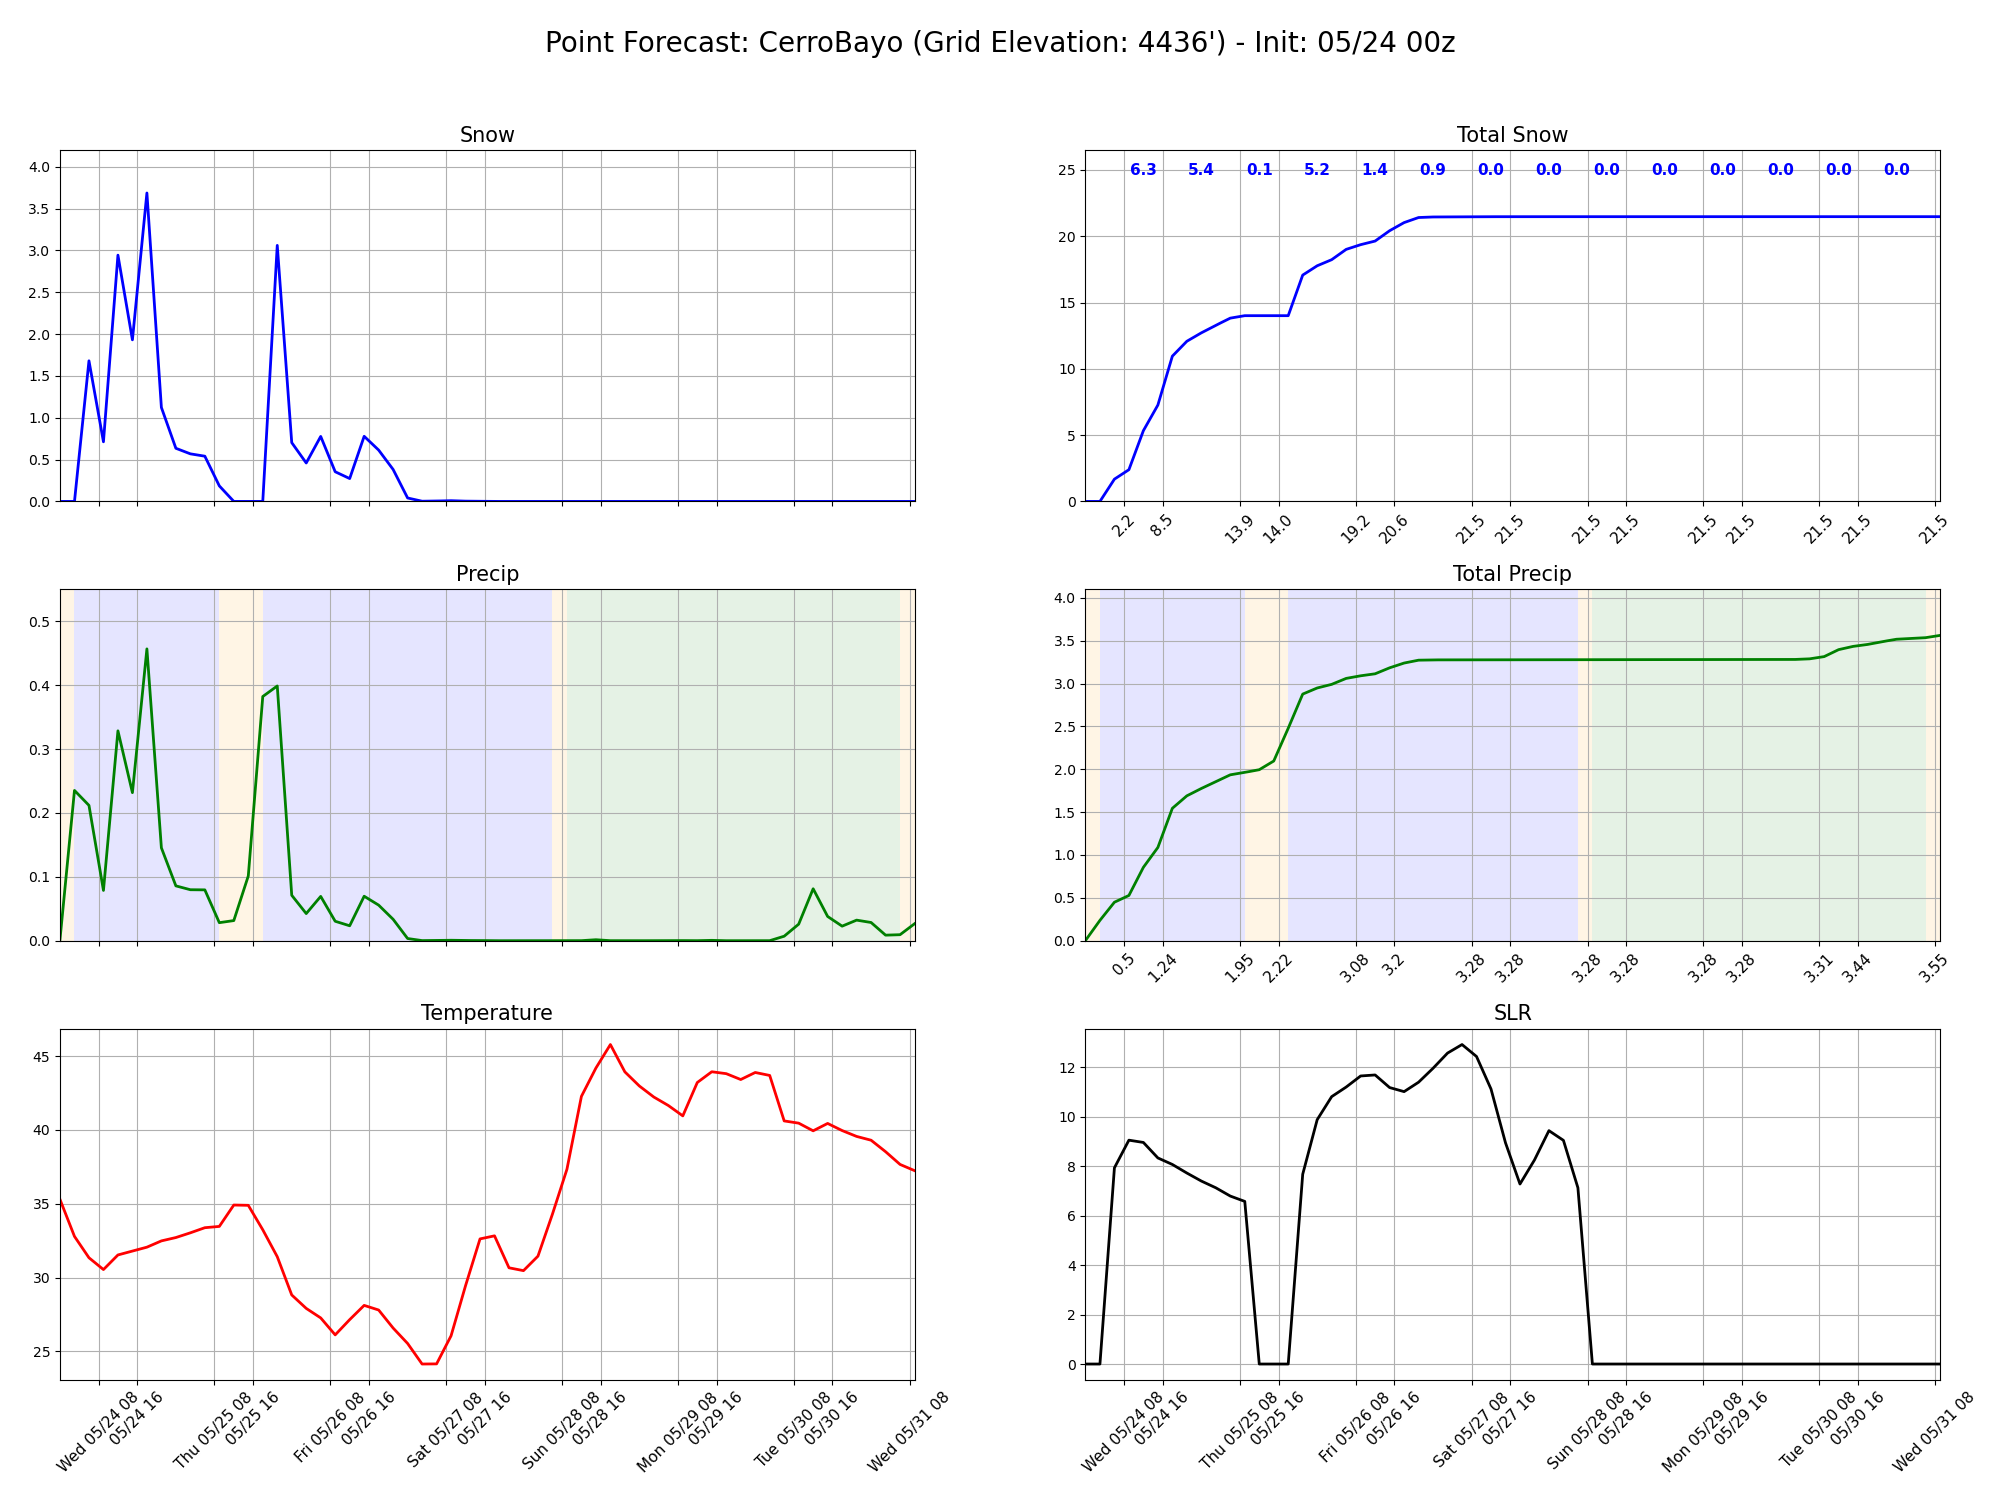 Point Forecast: CerroBayo (Grid Elevation: 4436') - Init: 05/24 00z
Snow
4.0
3.5
3.0
2.5
2.0
1.5
1.0
0.5
0.0
Total Snow
6.3 5.4 0.1 5.2 1.4 0.9 0.0 0.0 0.0 0.0 0.0 0.0 0.0 0.0
25
20
15
10
5
0
2.2 8.5 13.9 14.0 19.2 20.6 21.5 21.5 21.5 21.5 21.5 21.5 21.5 21.5 21.5
Precip
0.5
0.4
0.3
0.2
0.1
0.0
Total Precip
4.0
3.5
3.0
2.5
2.0
1.5
1.0
0.5
0.0
0.5 1.24 1.95 2.22 3.08 3.2 3.28 3.28 3.28 3.28 3.28 3.28 3.31 3.44 3.55
Temperature
45
40
35
30
25
Wed 05/24 08
05/24 16
Thu 05/25 08
05/25 16
Fri 05/26 08
05/26 16
Sat 05/27 08
05/27 16
Sun 05/28 08
05/28 16
Mon 05/29 08
05/29 16
Tue 05/30 08
05/30 16
Wed 05/31 08
SLR
12
10
8
6
4
2
0
Wed 05/24 08
05/24 16
Thu 05/25 08
05/25 16
Fri 05/26 08
05/26 16
Sat 05/27 08
05/27 16
Sun 05/28 08
05/28 16
Mon 05/29 08
05/29 16
Tue 05/30 08
05/30 16
Wed 05/31 08